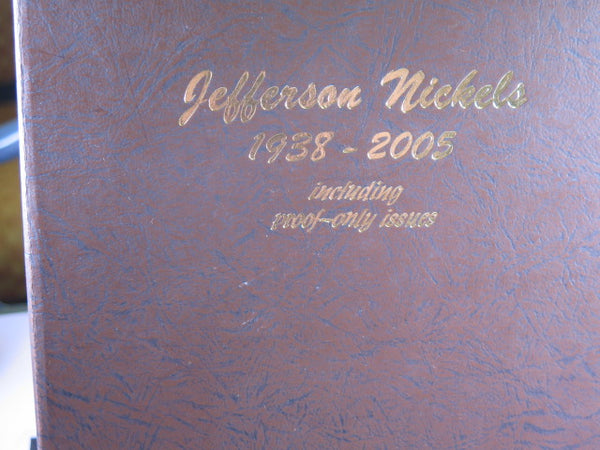 Jefferson Nickels
1938 - 2005
including
proof-only issues